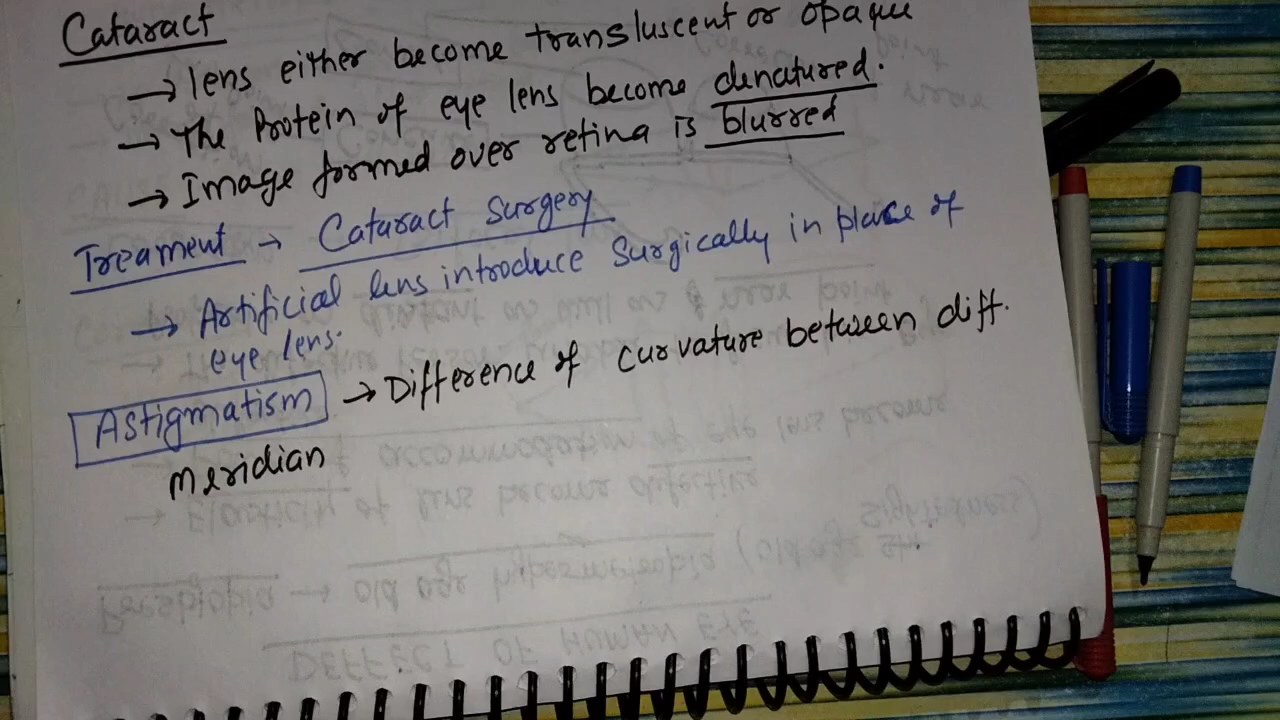 Cataract
→ lens either become transluscent or opaque
→ The Protein of eye lens become denatured.
→ Image formed over retina is blurred
Treament → Cataract Surgery
→ Artificial lens introduce Surgically in place of
eye lens.
Astigmatism → Difference of curvature between diff.
meridian